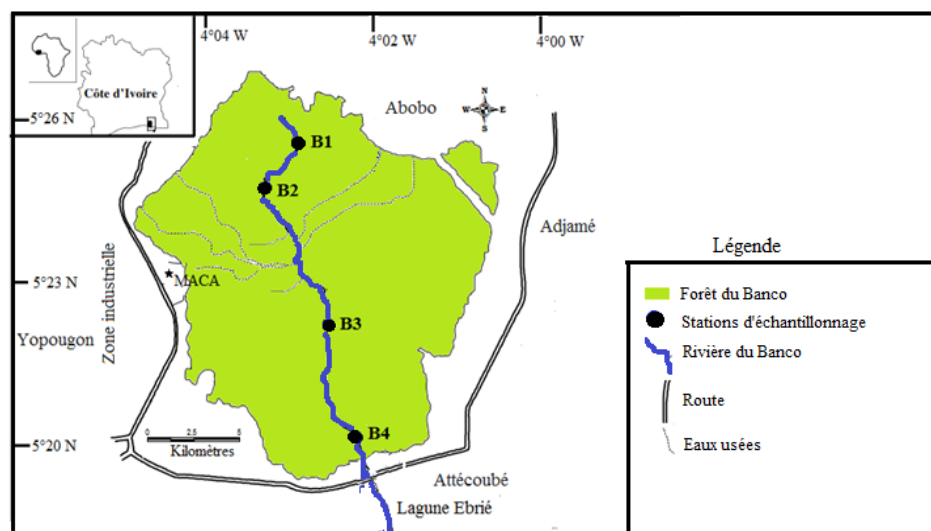 4°04 W
4°02 W
4°00 W
Côte d'Ivoire
Abobo
N
W
E
S
5°26 N
B1
B2
Adjamé
Légende
MACA
5°23 N
Zone industrielle
Forêt du Banco
Stations d'échantillonnage
Yopougon
B3
Rivière du Banco
Route
B4
0 2.5 5
Kilomètres
5°20 N
Eaux usées
Attécoubé
Lagune Ebrié